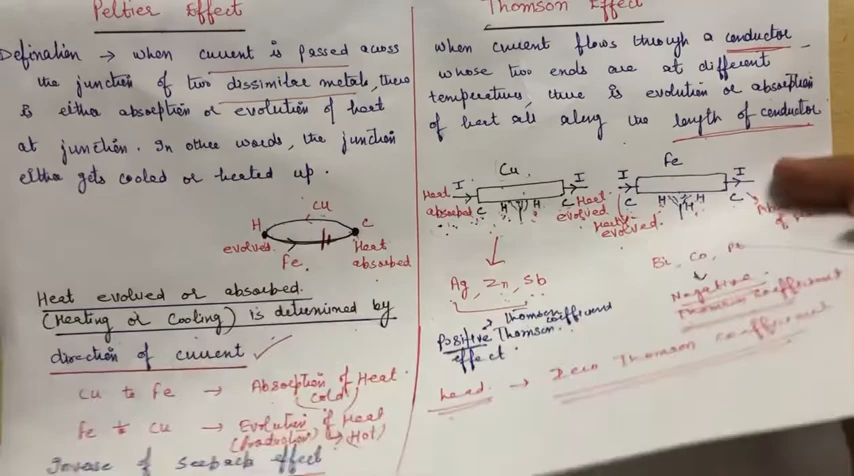 Peltier Effect
Defination → when current is passed across
the junction of two dissimilar metals, there
is either absorption or evolution of heat
at junction. In other words, the junction
either gets cooled or heated up.
Cu
H C
evolved Heat
Fe absorbed
Heat evolved or absorbed.
(Heating or Cooling) is determined by
direction of current ✓
Cu to Fe → Absorption of Heat.
(cold)
Fe to Cu → Evolution of Heat
(Production) → (Hot)
Inverse of Seebeck effect
Thomson Effect
When current flows through a conductor
whose two ends are at different
temperature, there is evolution or absorption
of heat all along the length of conductor
Cu Fe
I I I I
Heat absorbed C H H C Heat evolved
C H H C
Heat evolved.
Ag, Zn, Sb
Thomson coefficient
Positive Thomson
effect.
Bi, Co, Pt
Negative
Thomson coefficient
Lead → Zero Thomson coefficient